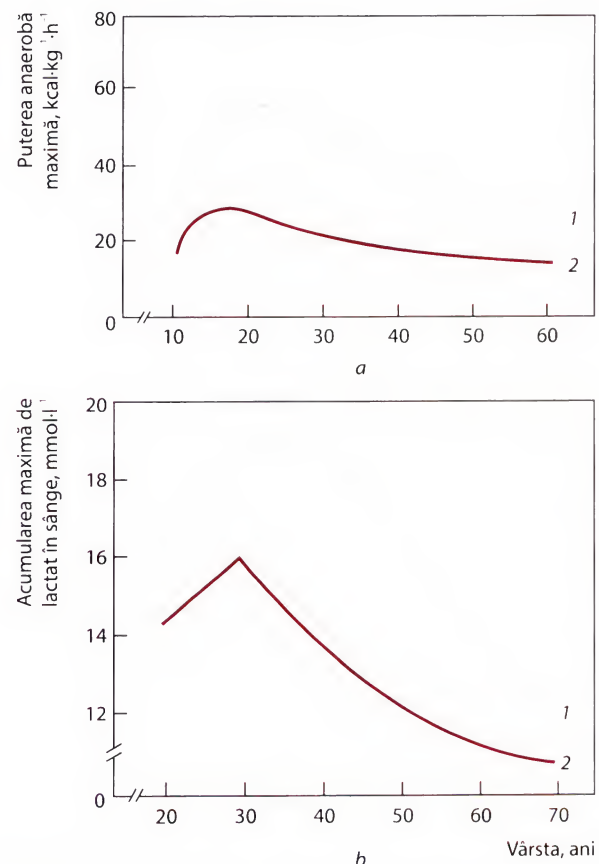 Puterea anaerobă
maximă, kcal·kg⁻¹·h⁻¹
80
60
40
20
0
10 20 30 40 50 60
1
2
a
Acumularea maximă de
lactat în sânge, mmol·l⁻¹
20
18
16
14
12
0
20 30 40 50 60 70
1
2
Vârsta, ani
b